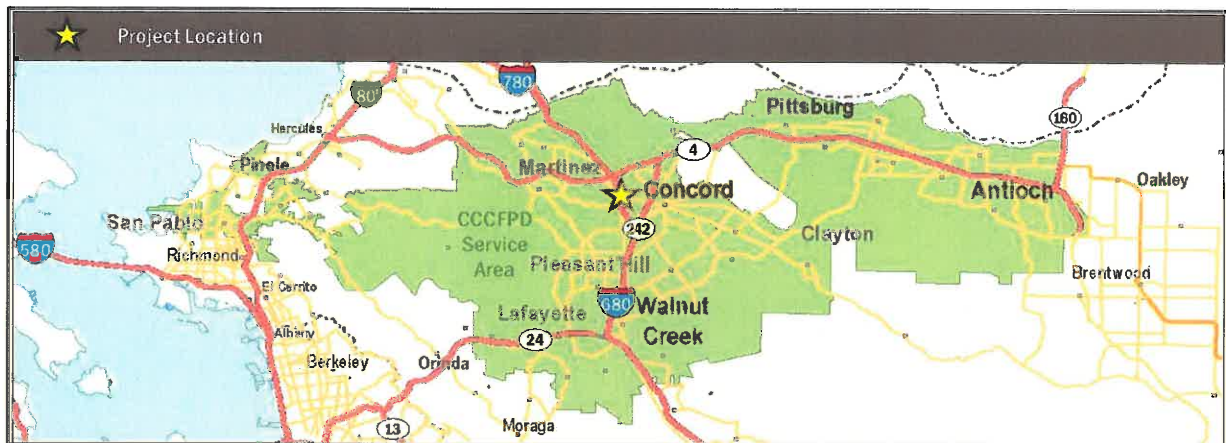 Project Location
780
80
Pittsburg
160
Hercules
4
Martinez
Pinole
Concord
Antioch
Oakley
San Pablo
CCCFPD
Service
Area
242
Clayton
580
Richmond
Pleasant Hill
Brentwood
El Cerrito
680
Walnut
Creek
Lafayette
Albany
24
Berkeley
Orinda
Moraga
13